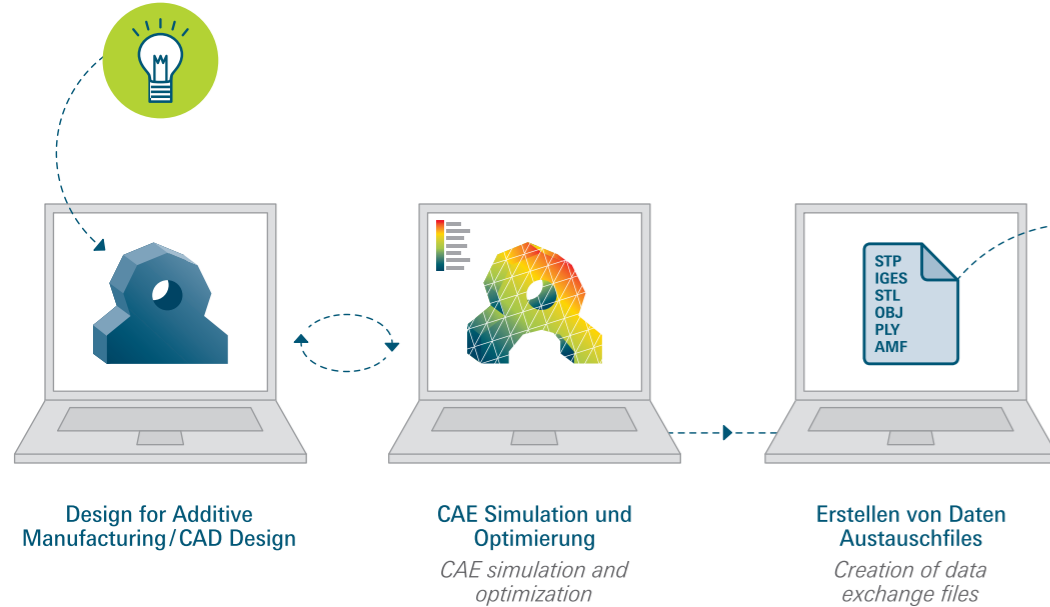 STP
IGES
STL
OBJ
PLY
AMF
Design for Additive
Manufacturing/CAD Design
CAE Simulation und
Optimierung
CAE simulation and
optimization
Erstellen von Daten
Austauschfiles
Creation of data
exchange files